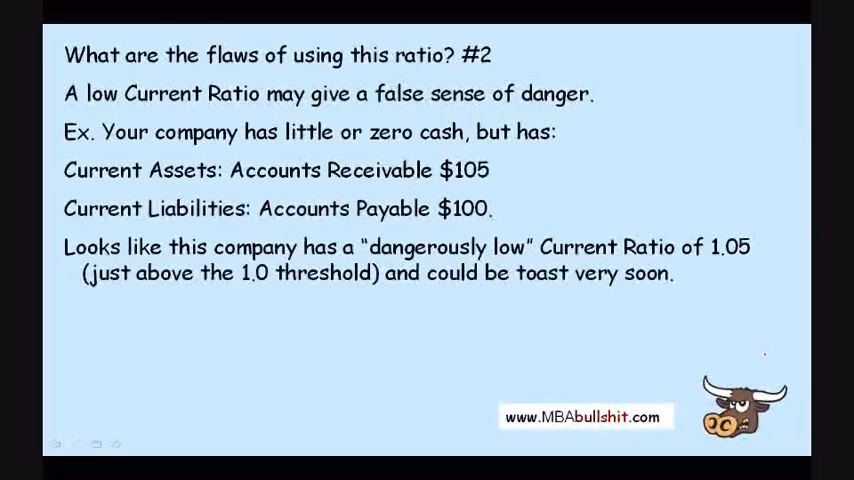 What are the flaws of using this ratio? #2
A low Current Ratio may give a false sense of danger.
Ex. Your company has little or zero cash, but has:
Current Assets: Accounts Receivable $105
Current Liabilities: Accounts Payable $100.
Looks like this company has a “dangerously low” Current Ratio of 1.05
(just above the 1.0 threshold) and could be toast very soon.
www.MBAbullshit.com